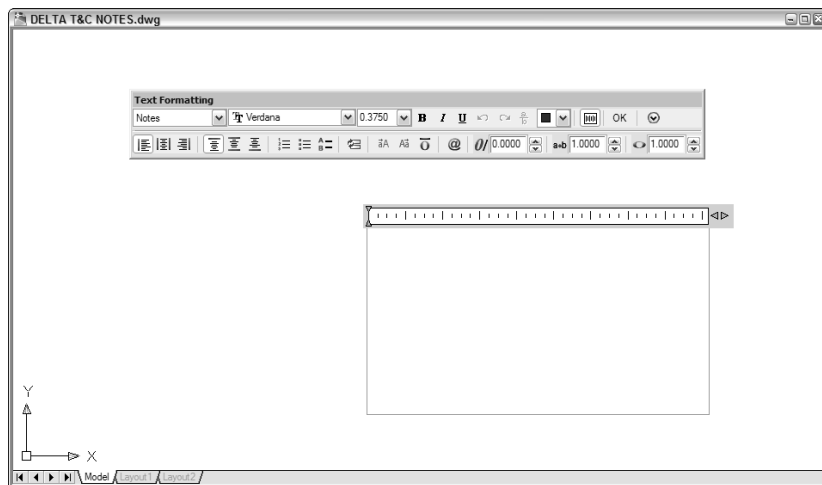 DELTA T&C NOTES.dwg
Text Formatting
Notes Verdana 0.3750 B I U OK
@ 0/ 0.0000 a•b 1.0000 1.0000
Y
X
Model Layout1 Layout2